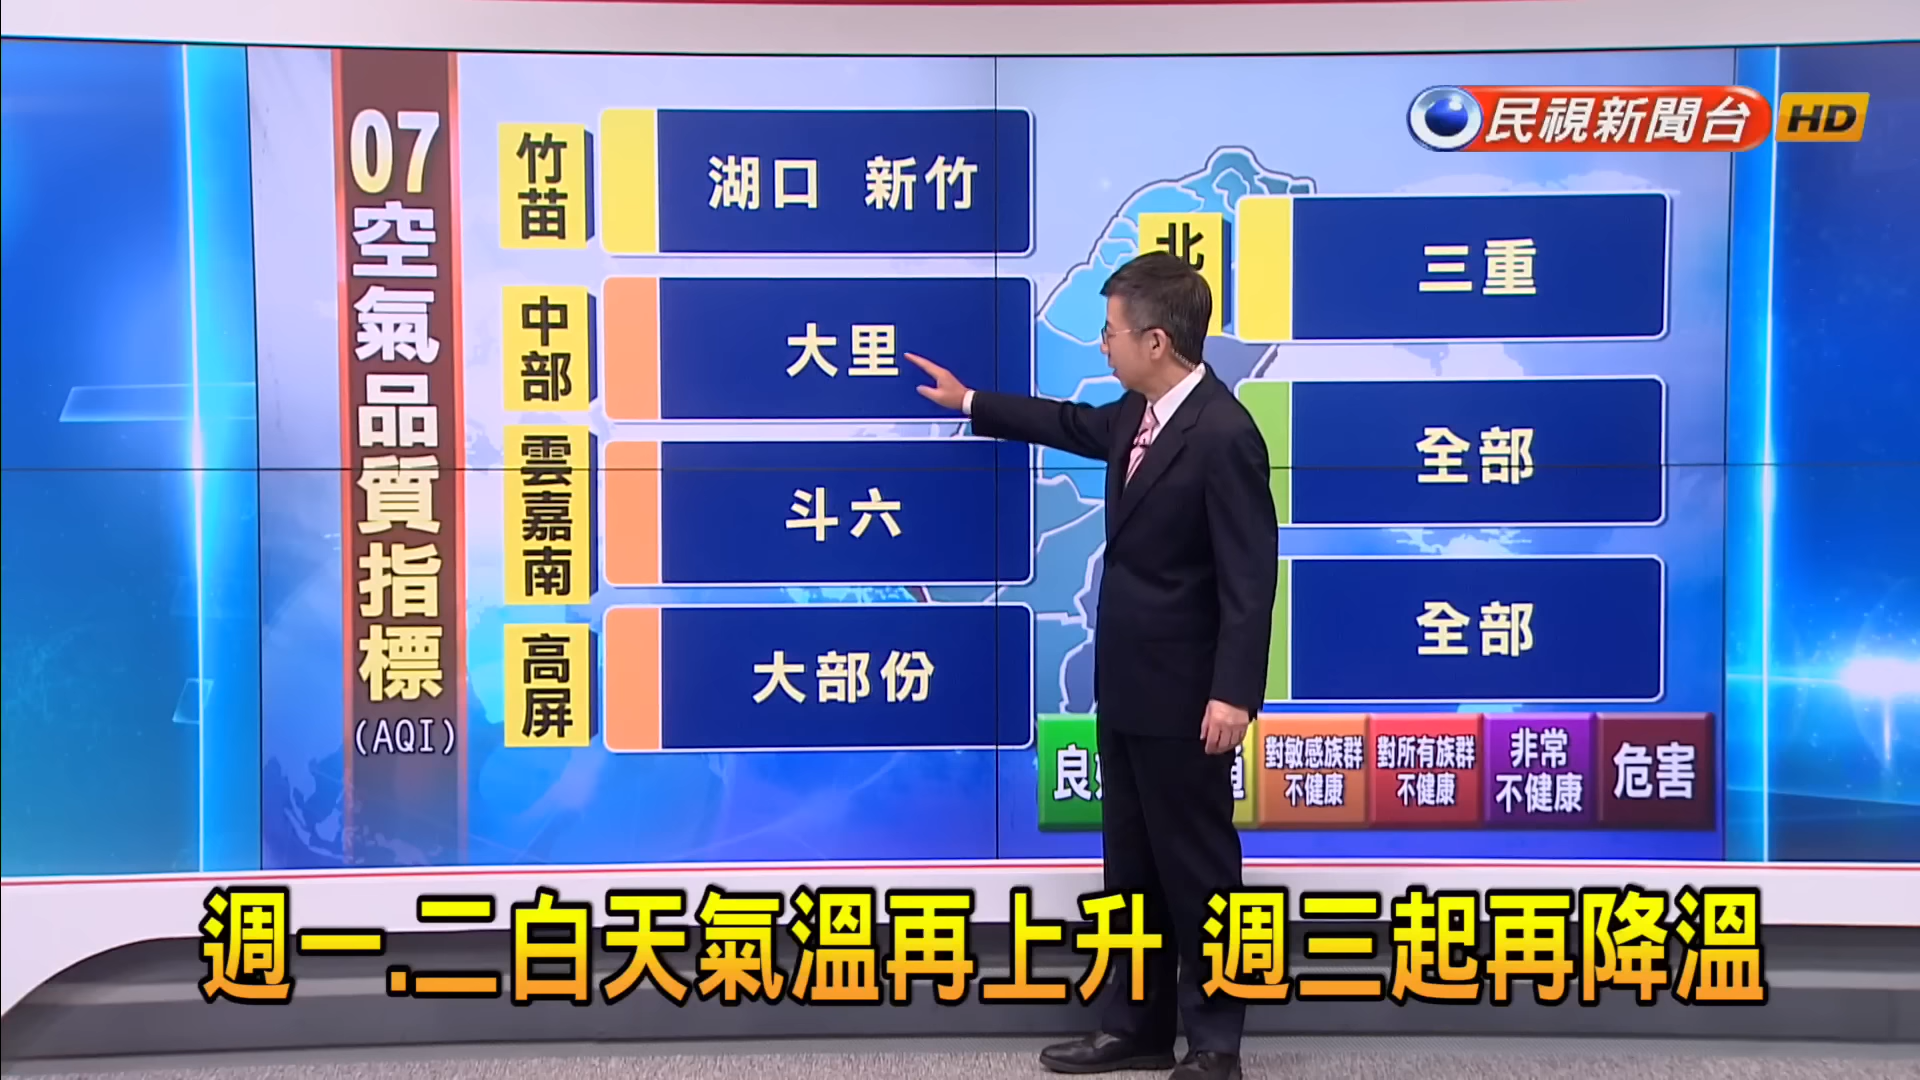 民視新聞台 HD
07空氣品質指標
(AQI)
竹苗
湖口 新竹
中部
大里
雲嘉南
斗六
高屏
大部份
北
三重
全部
全部
良
對敏感族群
不健康
對所有族群
不健康
非常
不健康
危害
週一.二白天氣溫再上升 週三起再降溫